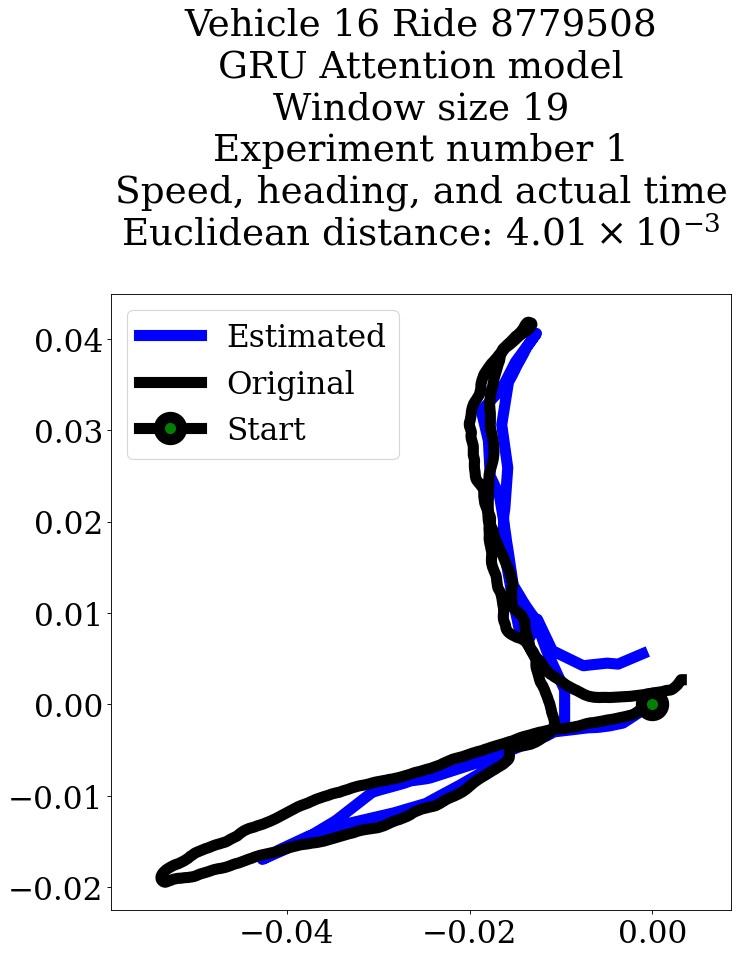 Vehicle 16 Ride 8779508
GRU Attention model
Window size 19
Experiment number 1
Speed, heading, and actual time
Euclidean distance: 4.01 × 10⁻³
Estimated
Original
Start
0.04
0.03
0.02
0.01
0.00
−0.01
−0.02
−0.04
−0.02
0.00